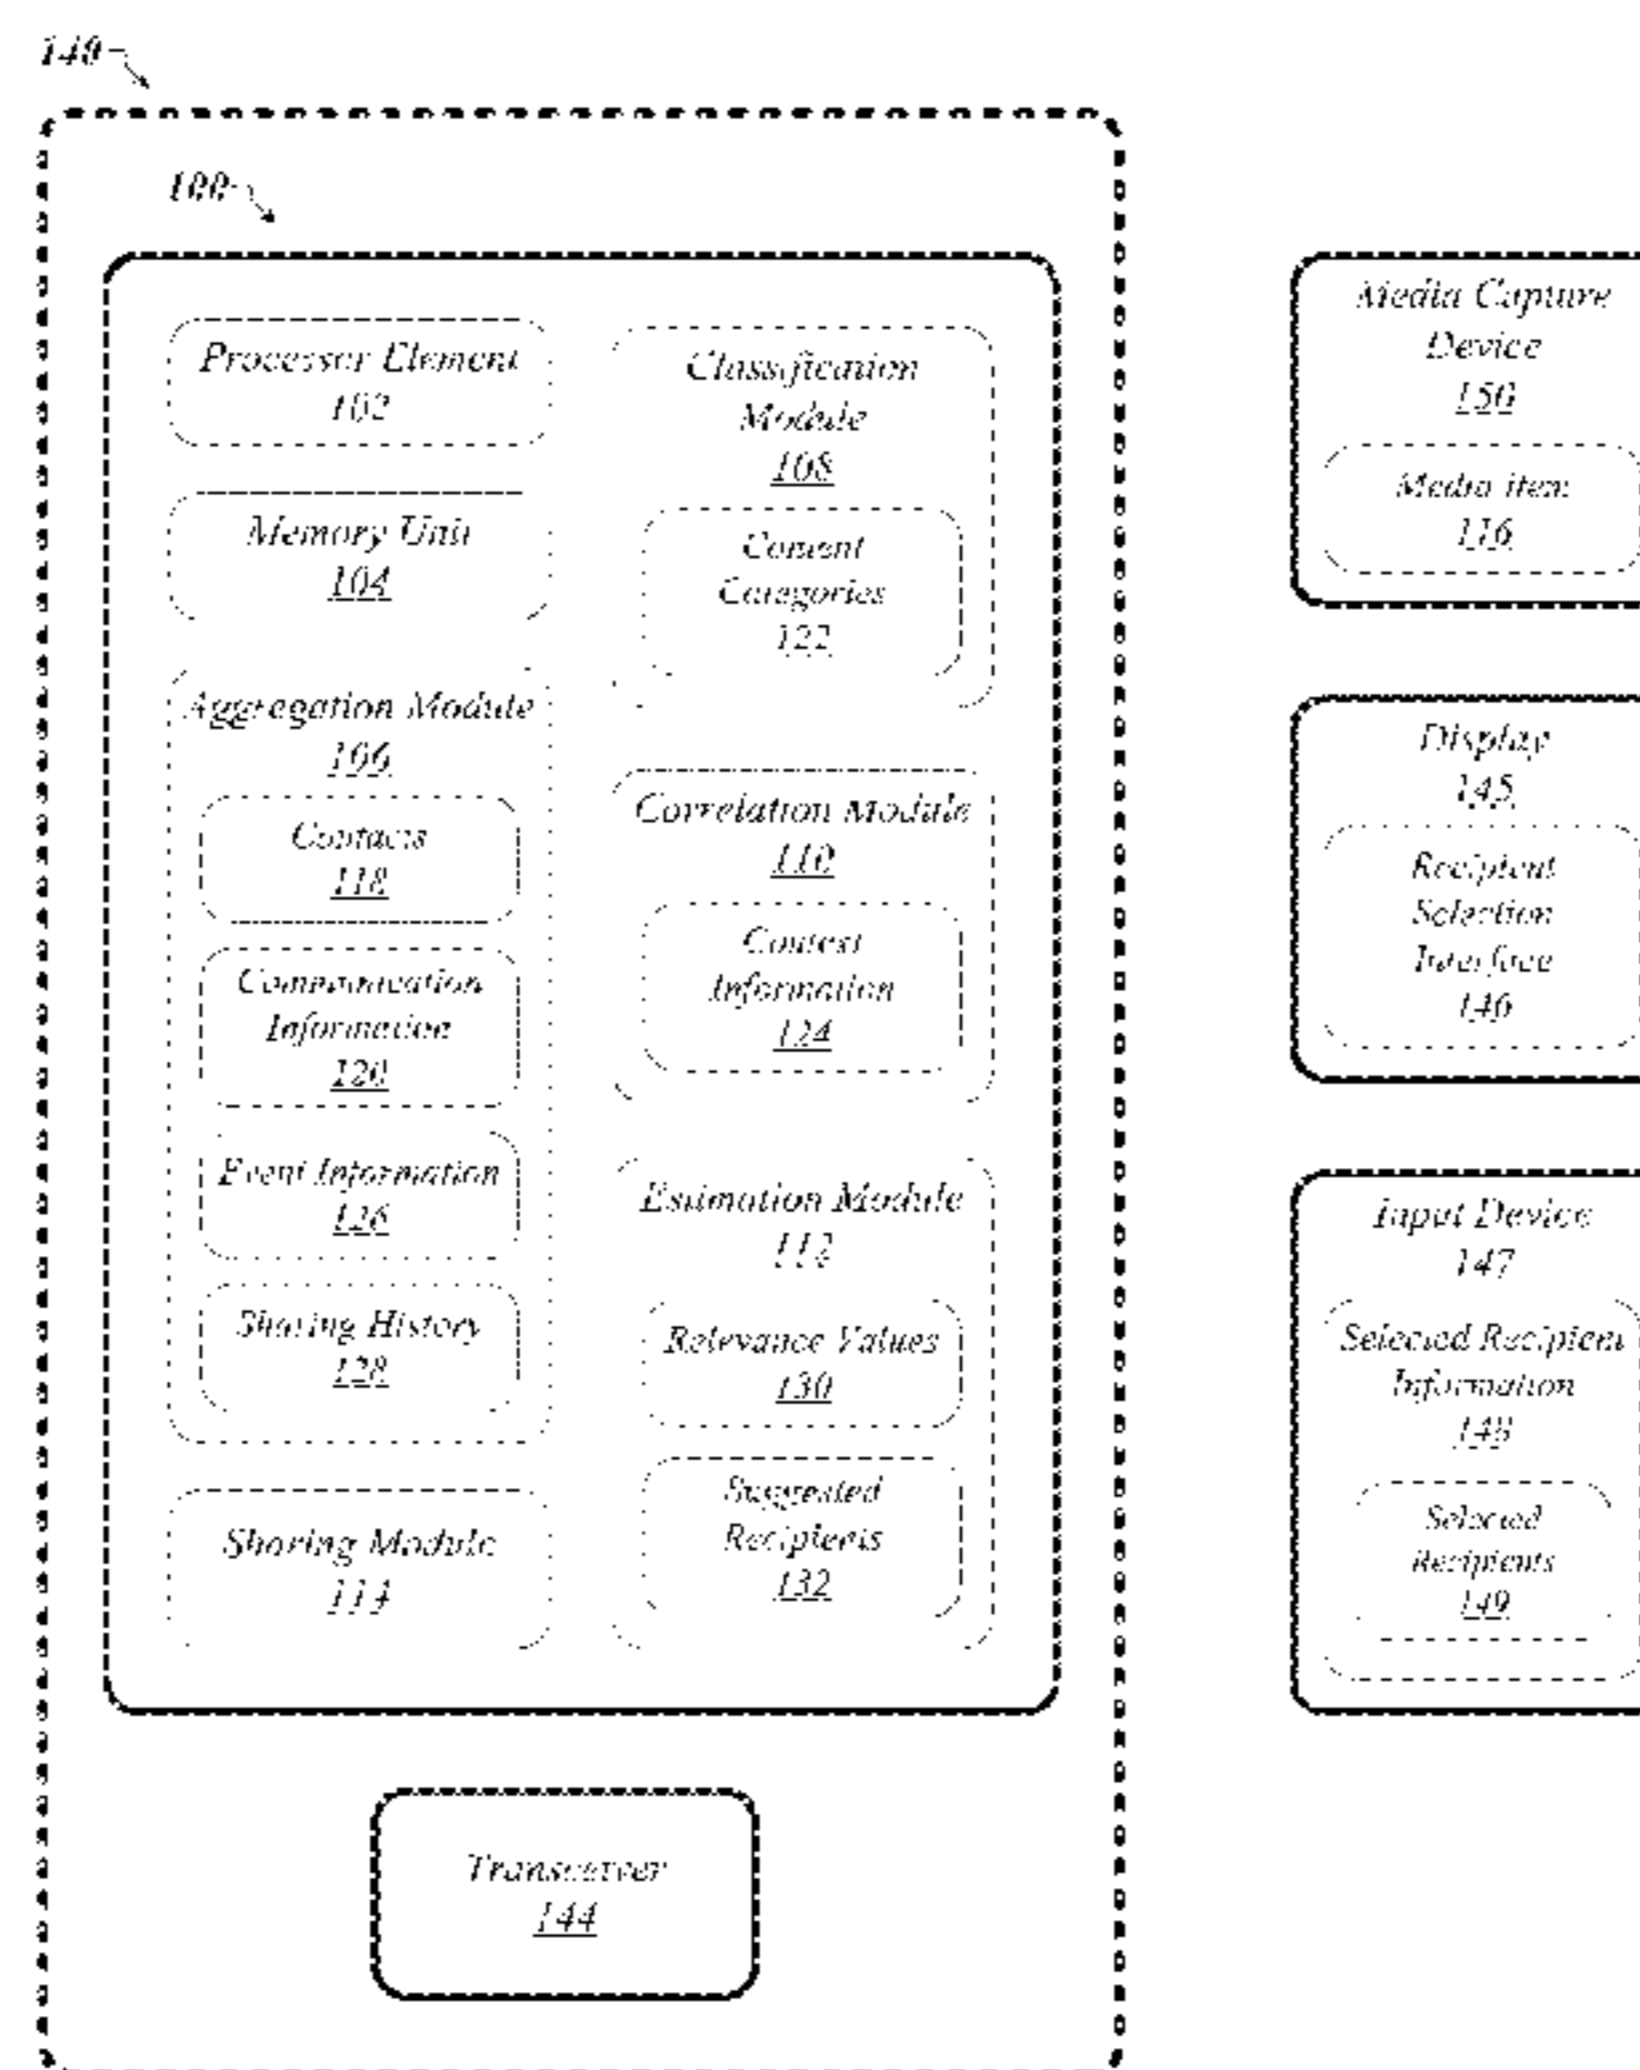 140
100
Processor Element
102
Memory Unit
104
Aggregation Module
106
Contacts
118
Communication
Information
120
Event Information
126
Sharing History
128
Sharing Module
114
Classification
Module
108
Content
Categories
122
Correlation Module
110
Context
Information
124
Estimation Module
112
Relevance Values
130
Suggested
Recipients
132
Transceiver
144
Media Capture
Device
150
Media item
116
Display
145
Recipient
Selection
Interface
146
Input Device
147
Selected Recipient
Information
148
Selected
Recipients
149